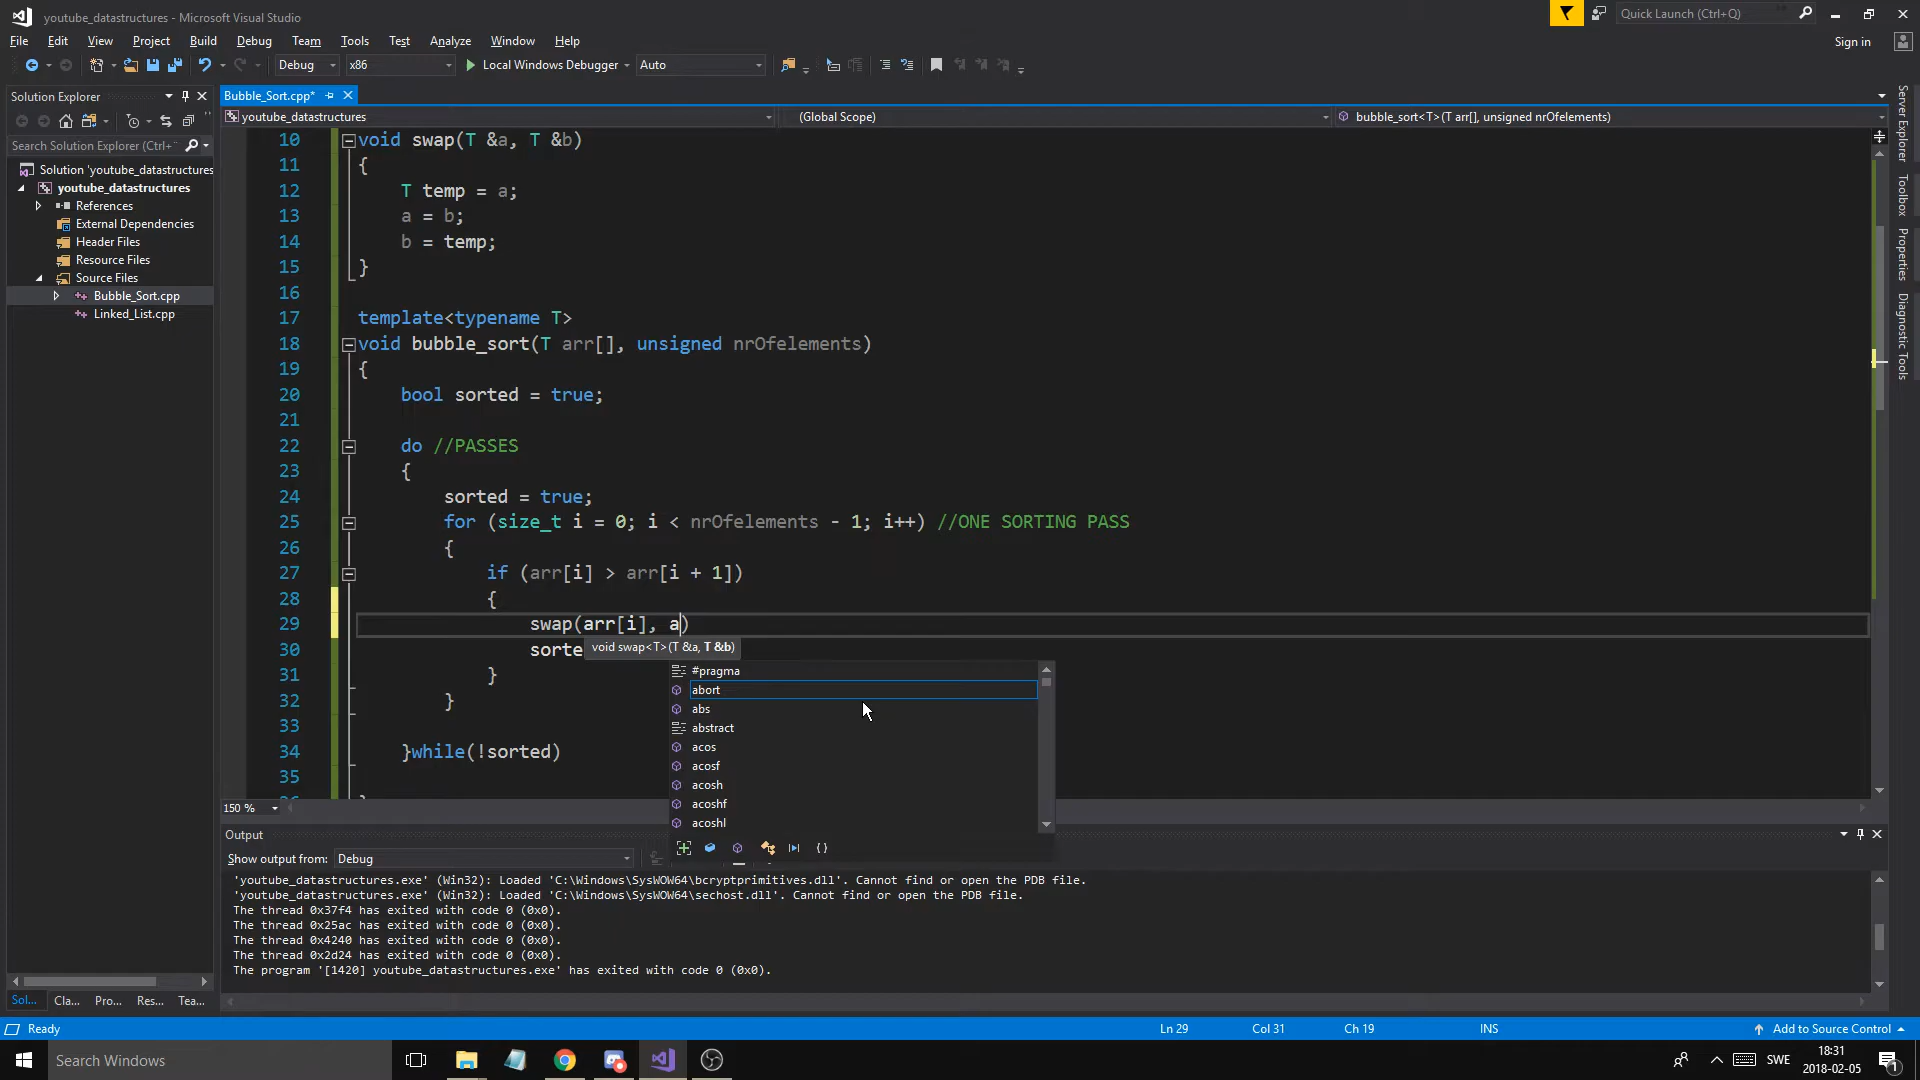 youtube_datastructures - Microsoft Visual Studio
Quick Launch (Ctrl+Q)
File Edit View Project Build Debug Team Tools Test Analyze Window Help
Sign in
Debug x86 Local Windows Debugger Auto
Solution Explorer
Bubble_Sort.cpp*
youtube_datastructures (Global Scope) bubble_sort<T>(T arr[], unsigned nrOfelements)
Search Solution Explorer (Ctrl+
Solution 'youtube_datastructures
youtube_datastructures
References
External Dependencies
Header Files
Resource Files
Source Files
Bubble_Sort.cpp
Linked_List.cpp
10 void swap(T &a, T &b)
11 {
12 T temp = a;
13 a = b;
14 b = temp;
15 }
16
17 template<typename T>
18 void bubble_sort(T arr[], unsigned nrOfelements)
19 {
20 bool sorted = true;
21
22 do //PASSES
23 {
24 sorted = true;
25 for (size_t i = 0; i < nrOfelements - 1; i++) //ONE SORTING PASS
26 {
27 if (arr[i] > arr[i + 1])
28 {
29 swap(arr[i], a)
30 sorte
void swap<T>(T &a, T &b)
31 }
32 }
33
34 }while(!sorted)
35
#pragma
abort
abs
abstract
acos
acosf
acosh
acoshf
acoshl
150 %
Server Explorer
Toolbox
Properties
Diagnostic Tools
Output
Show output from: Debug
'youtube_datastructures.exe' (Win32): Loaded 'C:\Windows\SysWOW64\bcryptprimitives.dll'. Cannot find or open the PDB file.
'youtube_datastructures.exe' (Win32): Loaded 'C:\Windows\SysWOW64\sechost.dll'. Cannot find or open the PDB file.
The thread 0x37f4 has exited with code 0 (0x0).
The thread 0x25ac has exited with code 0 (0x0).
The thread 0x4240 has exited with code 0 (0x0).
The thread 0x2d24 has exited with code 0 (0x0).
The program '[1420] youtube_datastructures.exe' has exited with code 0 (0x0).
Sol... Cla... Pro... Res... Tea...
Ready Ln 29 Col 31 Ch 19 INS Add to Source Control
Search Windows
SWE
18:31
2018-02-05
1